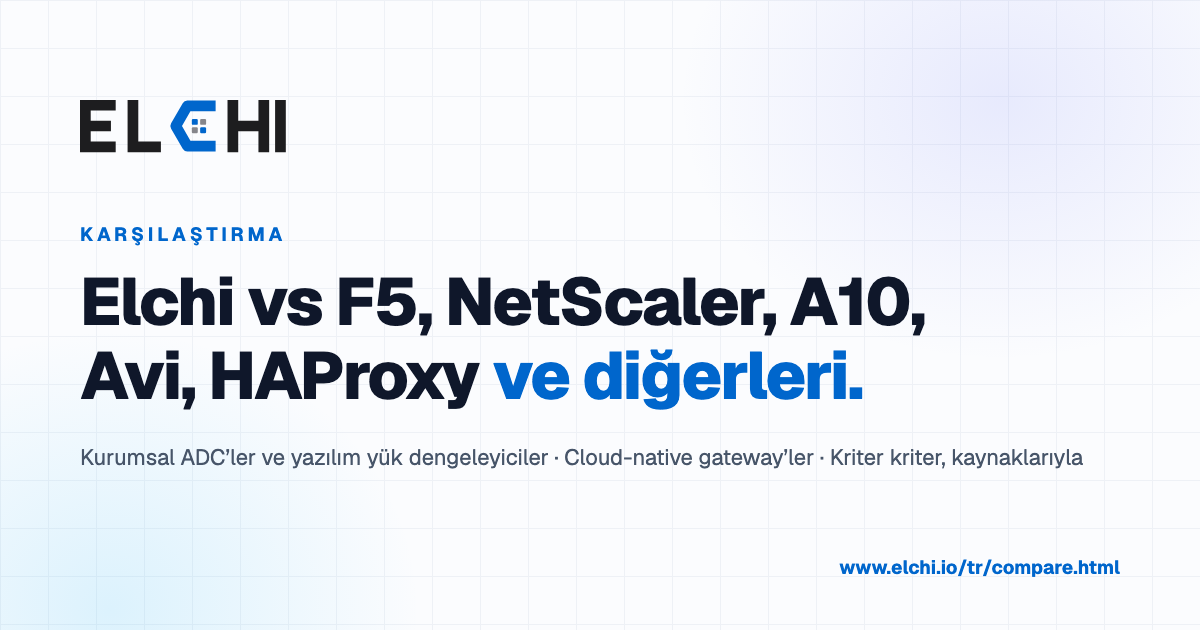 ELCHI
KARŞILAŞTIRMA
Elchi vs F5, NetScaler, A10,
Avi, HAProxy ve diğerleri.
Kurumsal ADC’ler ve yazılım yük dengeleyiciler · Cloud-native gateway’ler · Kriter kriter, kaynaklarıyla
www.elchi.io/tr/compare.html